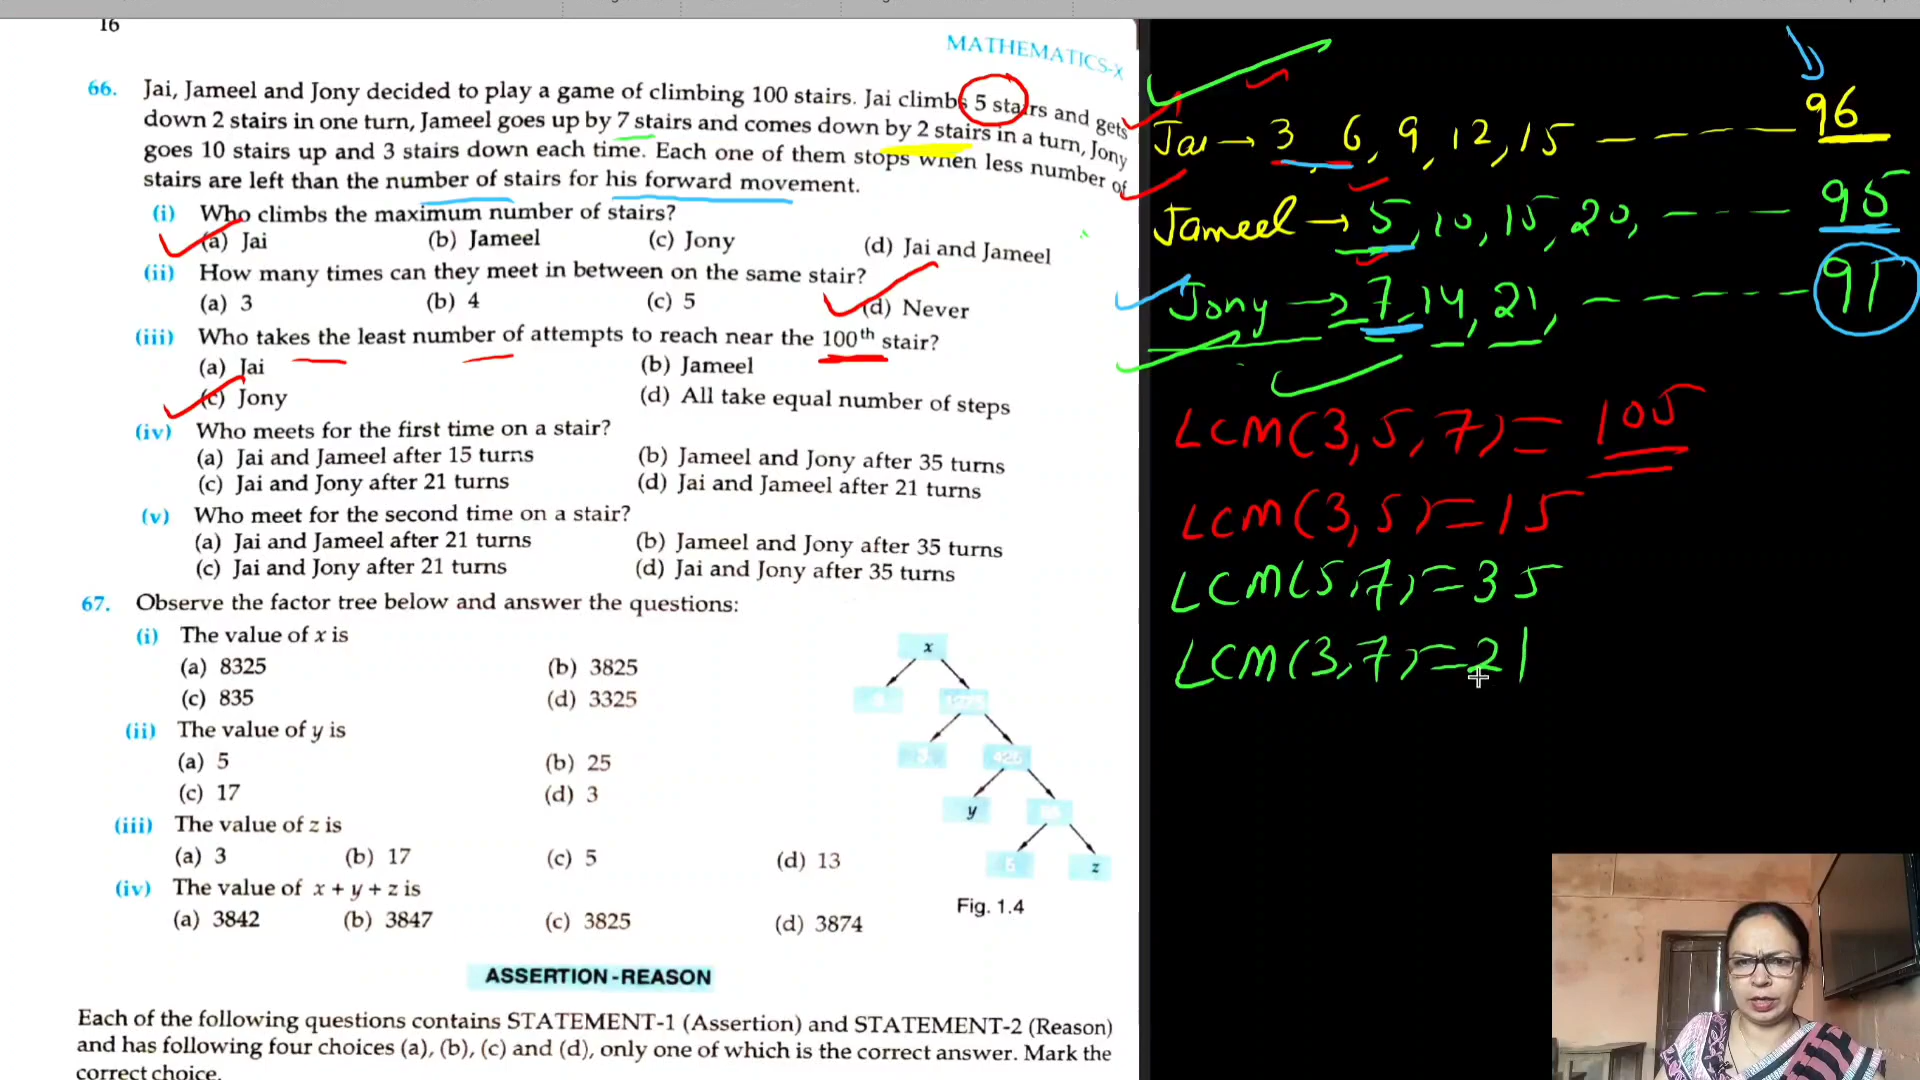 16
MATHEMATICS-X
66. Jai, Jameel and Jony decided to play a game of climbing 100 stairs. Jai climbs 5 stairs and gets
down 2 stairs in one turn, Jameel goes up by 7 stairs and comes down by 2 stairs in a turn, Jony
goes 10 stairs up and 3 stairs down each time. Each one of them stops when less number of
stairs are left than the number of stairs for his forward movement.
(i) Who climbs the maximum number of stairs?
(a) Jai (b) Jameel (c) Jony (d) Jai and Jameel
(ii) How many times can they meet in between on the same stair?
(a) 3 (b) 4 (c) 5 (d) Never
(iii) Who takes the least number of attempts to reach near the 100th stair?
(a) Jai (b) Jameel
(c) Jony (d) All take equal number of steps
(iv) Who meets for the first time on a stair?
(a) Jai and Jameel after 15 turns (b) Jameel and Jony after 35 turns
(c) Jai and Jony after 21 turns (d) Jai and Jameel after 21 turns
(v) Who meet for the second time on a stair?
(a) Jai and Jameel after 21 turns (b) Jameel and Jony after 35 turns
(c) Jai and Jony after 21 turns (d) Jai and Jony after 35 turns
67. Observe the factor tree below and answer the questions:
(i) The value of x is
(a) 8325 (b) 3825
(c) 835 (d) 3325
(ii) The value of y is
(a) 5 (b) 25
(c) 17 (d) 3
(iii) The value of z is
(a) 3 (b) 17 (c) 5 (d) 13
(iv) The value of x + y + z is
(a) 3842 (b) 3847 (c) 3825 (d) 3874
x
y
5 z
Fig. 1.4
ASSERTION-REASON
Each of the following questions contains STATEMENT-1 (Assertion) and STATEMENT-2 (Reason)
and has following four choices (a), (b), (c) and (d), only one of which is the correct answer. Mark the
correct choice.
Jai → 3, 6, 9, 12, 15 ------ 96
Jameel → 5, 10, 15, 20, ---- 95
Jony → 7, 14, 21, ------ 91
LCM(3,5,7)= 105
LCM(3,5)=15
LCM(5,7)=35
LCM(3,7)=21